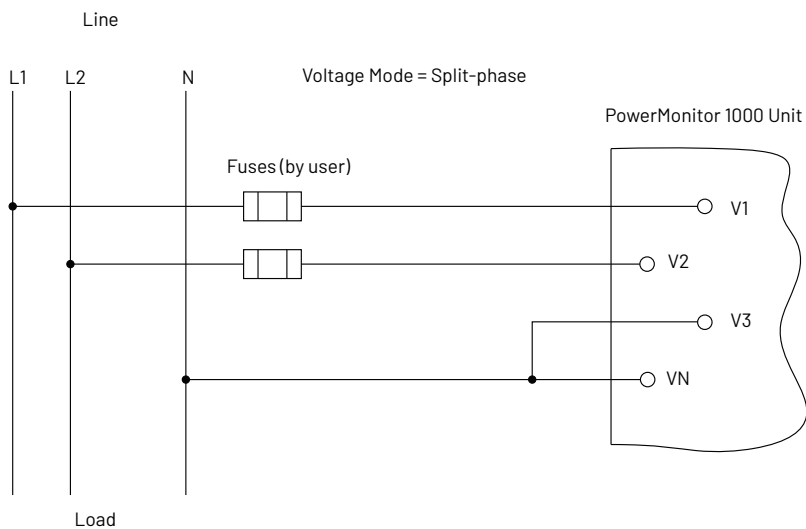 Line
L1
L2
N
Voltage Mode = Split-phase
PowerMonitor 1000 Unit
Fuses (by user)
V1
V2
V3
VN
Load